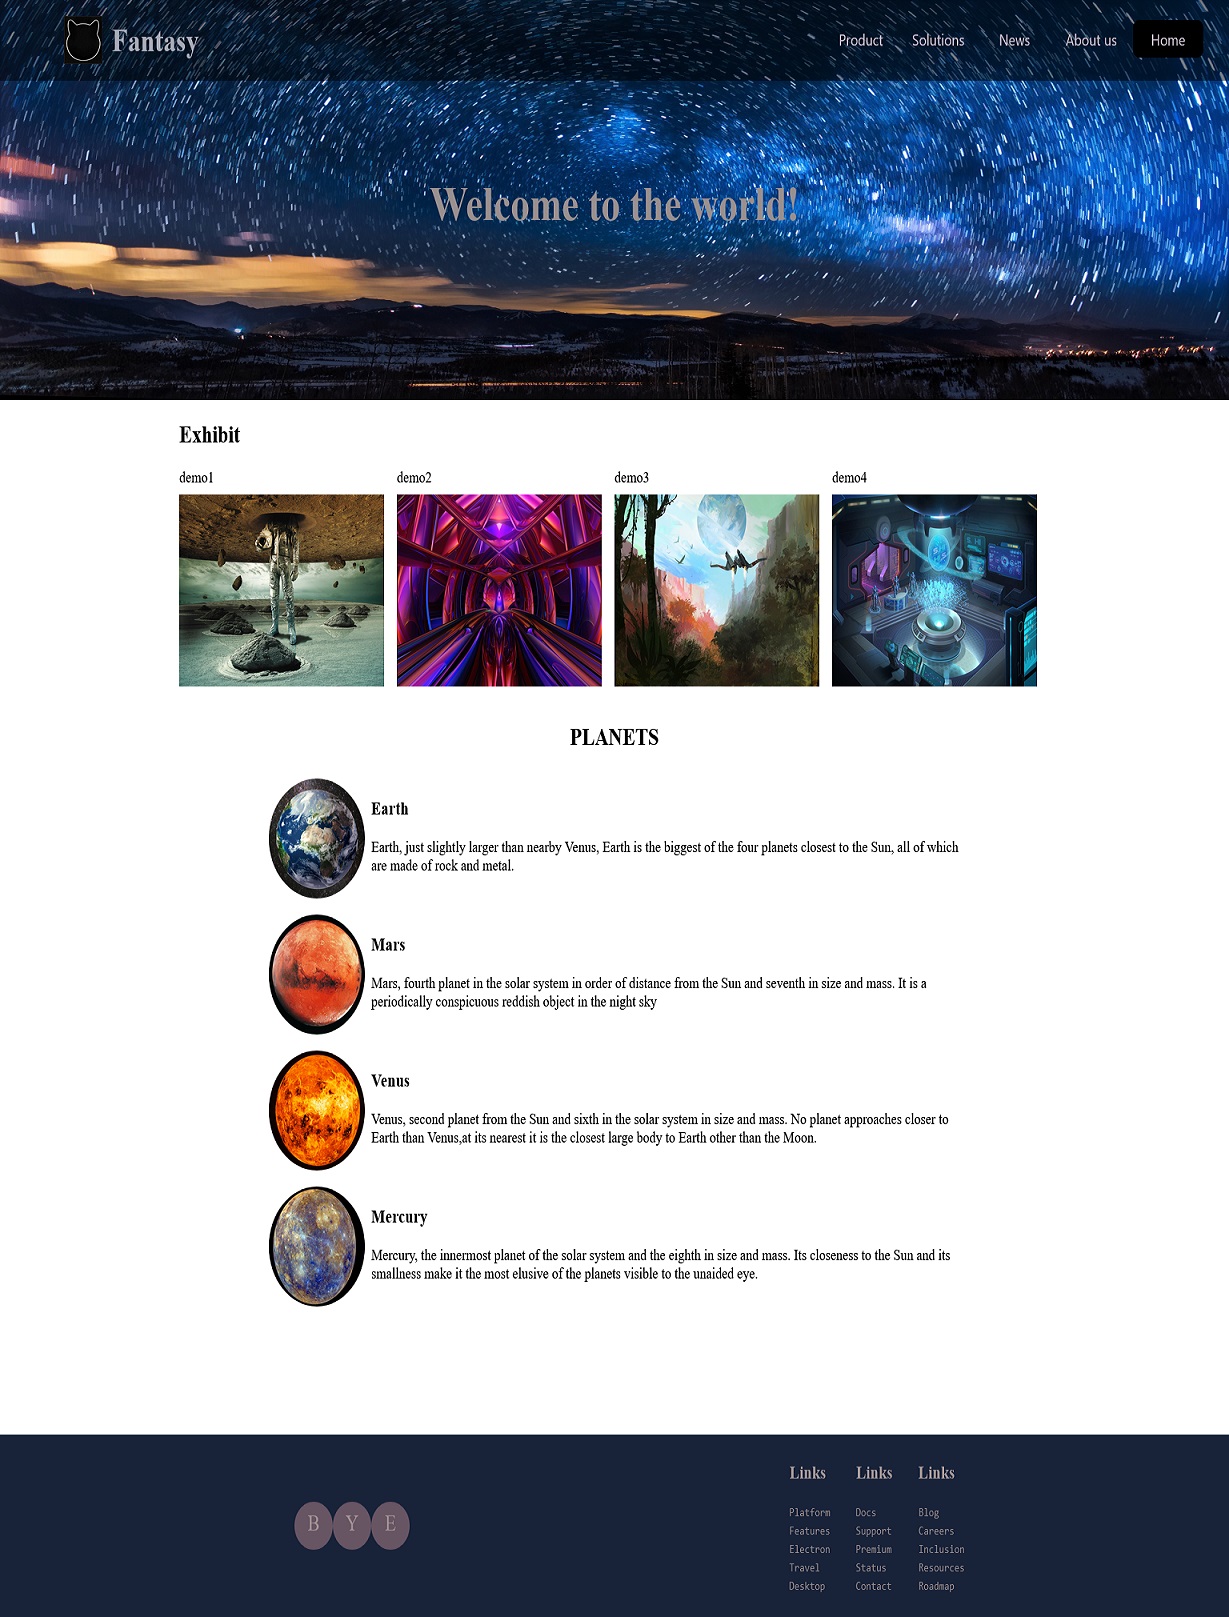 Fantasy
Product Solutions News About us Home
Welcome to the world!
Exhibit
demo1 demo2 demo3 demo4
PLANETS
Earth
Earth, just slightly larger than nearby Venus, Earth is the biggest of the four planets closest to the Sun, all of which
are made of rock and metal.
Mars
Mars, fourth planet in the solar system in order of distance from the Sun and seventh in size and mass. It is a
periodically conspicuous reddish object in the night sky
Venus
Venus, second planet from the Sun and sixth in the solar system in size and mass. No planet approaches closer to
Earth than Venus,at its nearest it is the closest large body to Earth other than the Moon.
Mercury
Mercury, the innermost planet of the solar system and the eighth in size and mass. Its closeness to the Sun and its
smallness make it the most elusive of the planets visible to the unaided eye.
B Y E
Links Links Links
Platform Docs Blog
Features Support Careers
Electron Premium Inclusion
Travel Status Resources
Desktop Contact Roadmap